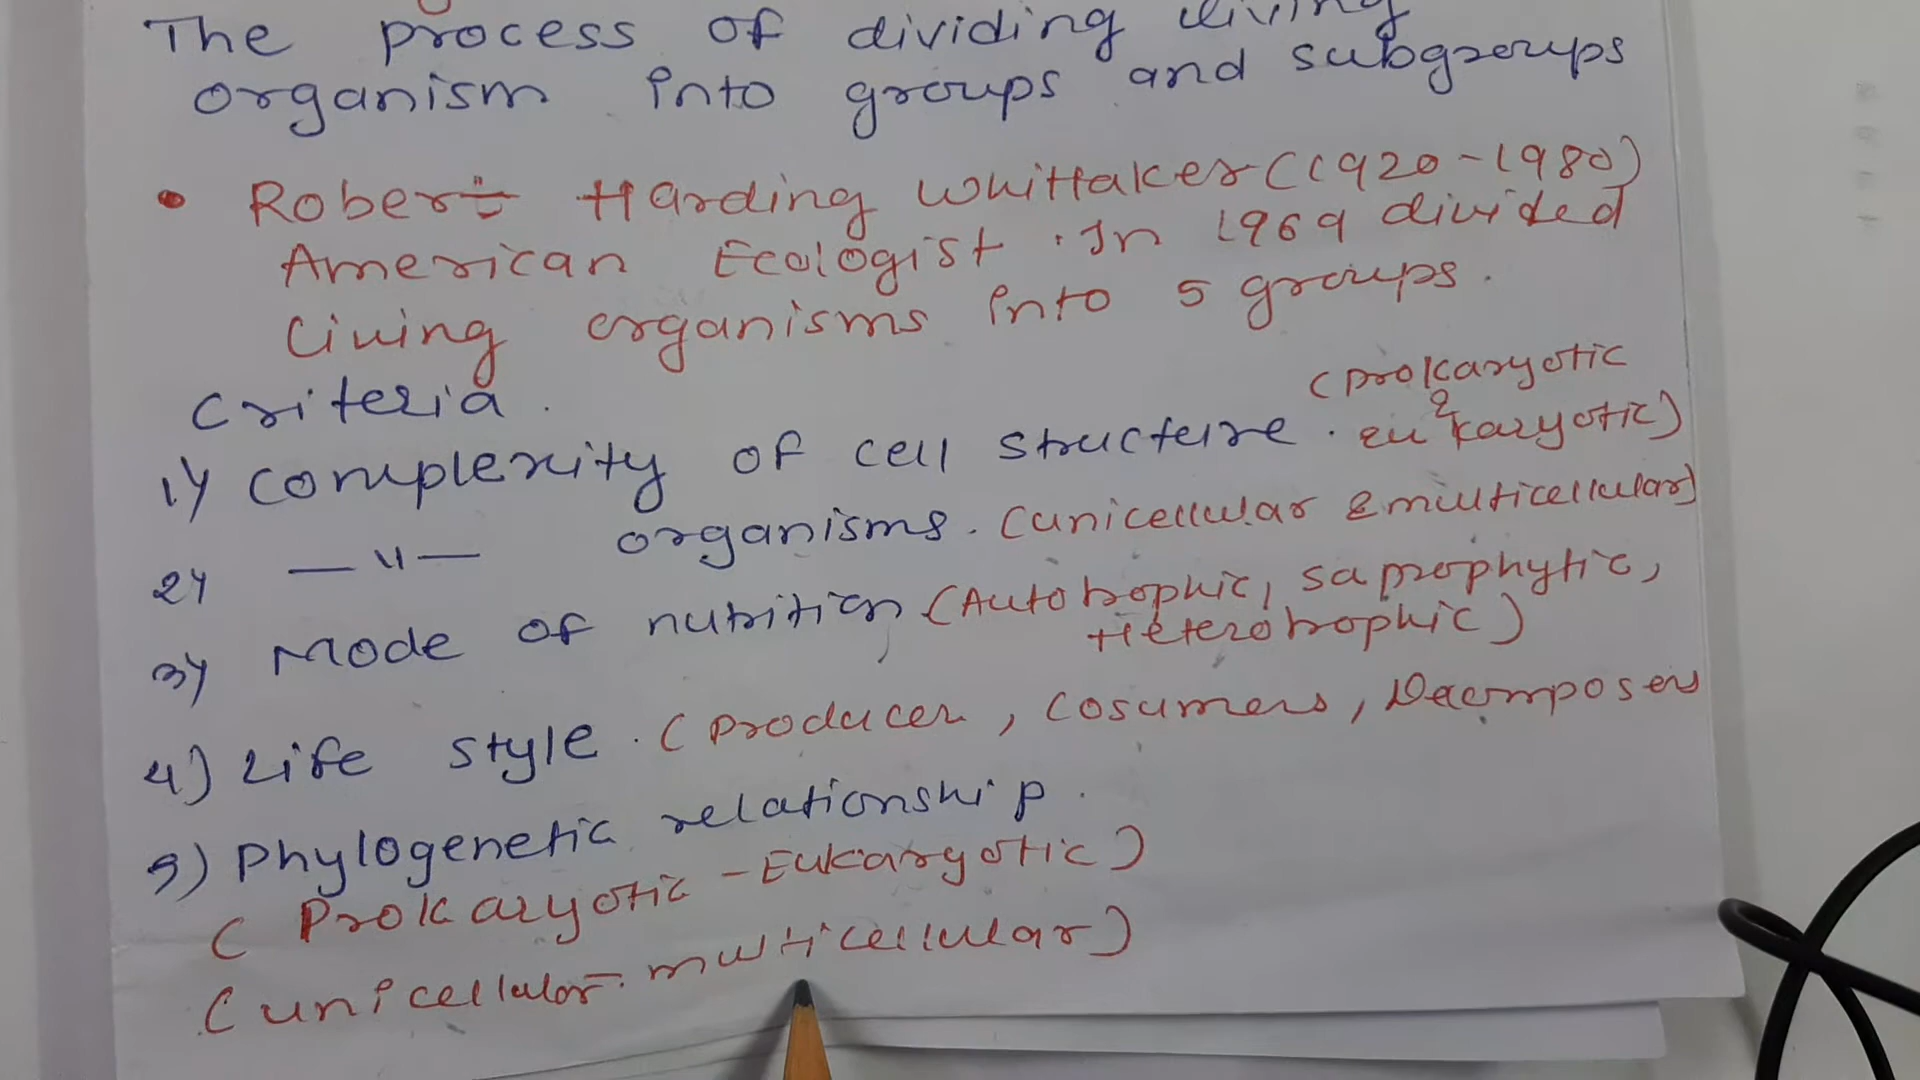 The process of dividing living
organism into groups and subgroups
• Robert Harding Whittaker (1920-1980)
American Ecologist. In 1969 divided
Living organisms into 5 groups.
Criteria.
1) Complexity of cell structure. (prokaryotic & eukaryotic)
2) —〃— organisms. (unicellular & multicellular)
3) Mode of nutrition (Autotrophic, saprophytic,
Heterotrophic)
4) Life style. (producer, cosumers, Decomposers
5) Phylogenetic relationship.
(Prokaryotic - Eukaryotic)
(unicellular - multicellular)